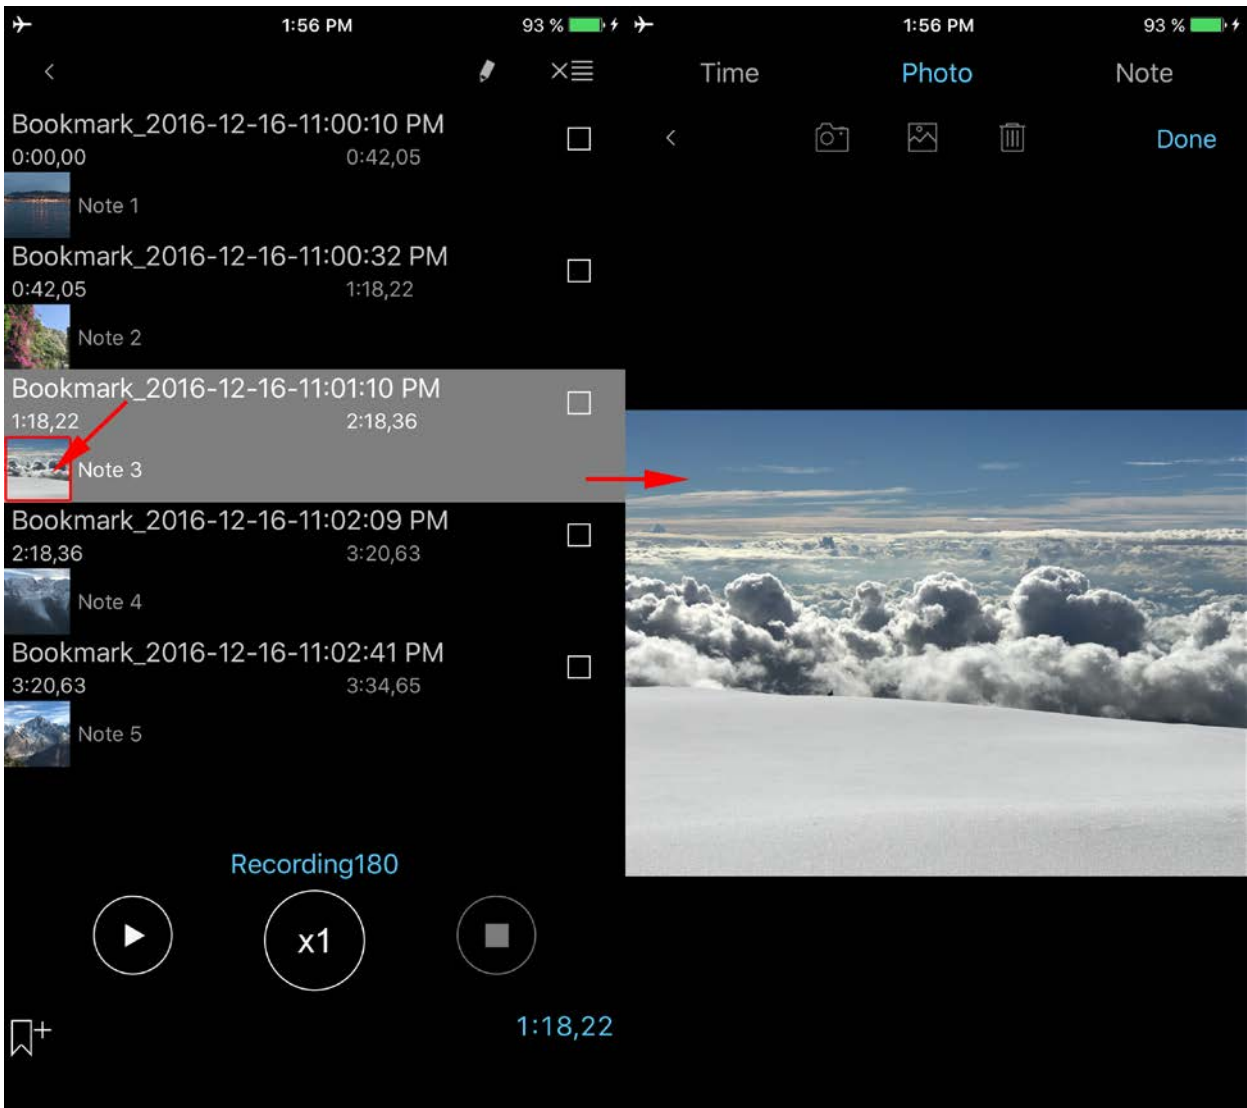 1:56 PM 93 %
Bookmark_2016-12-16-11:00:10 PM
0:00,00 0:42,05
Note 1
Bookmark_2016-12-16-11:00:32 PM
0:42,05 1:18,22
Note 2
Bookmark_2016-12-16-11:01:10 PM
1:18,22 2:18,36
Note 3
Bookmark_2016-12-16-11:02:09 PM
2:18,36 3:20,63
Note 4
Bookmark_2016-12-16-11:02:41 PM
3:20,63 3:34,65
Note 5
Recording180
x1
1:18,22
1:56 PM 93 %
Time Photo Note
Done